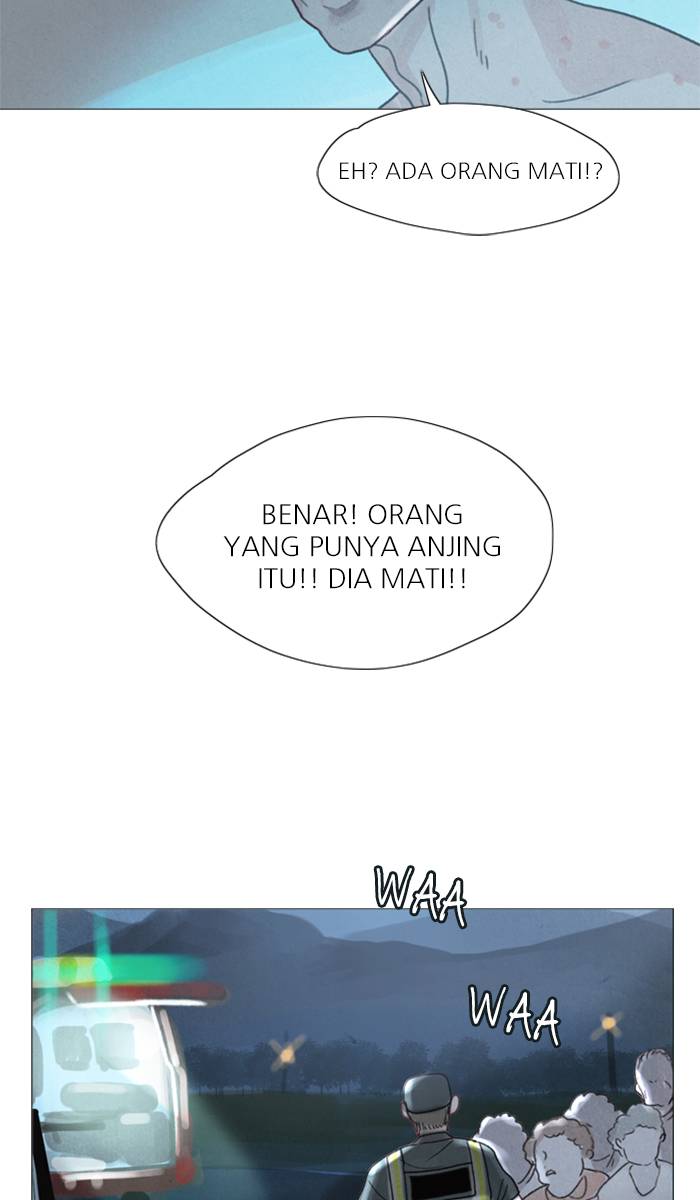 EH? ADA ORANG MATI!?
BENAR! ORANG
YANG PUNYA ANJING
ITU!! DIA MATI!!
WAA
WAA